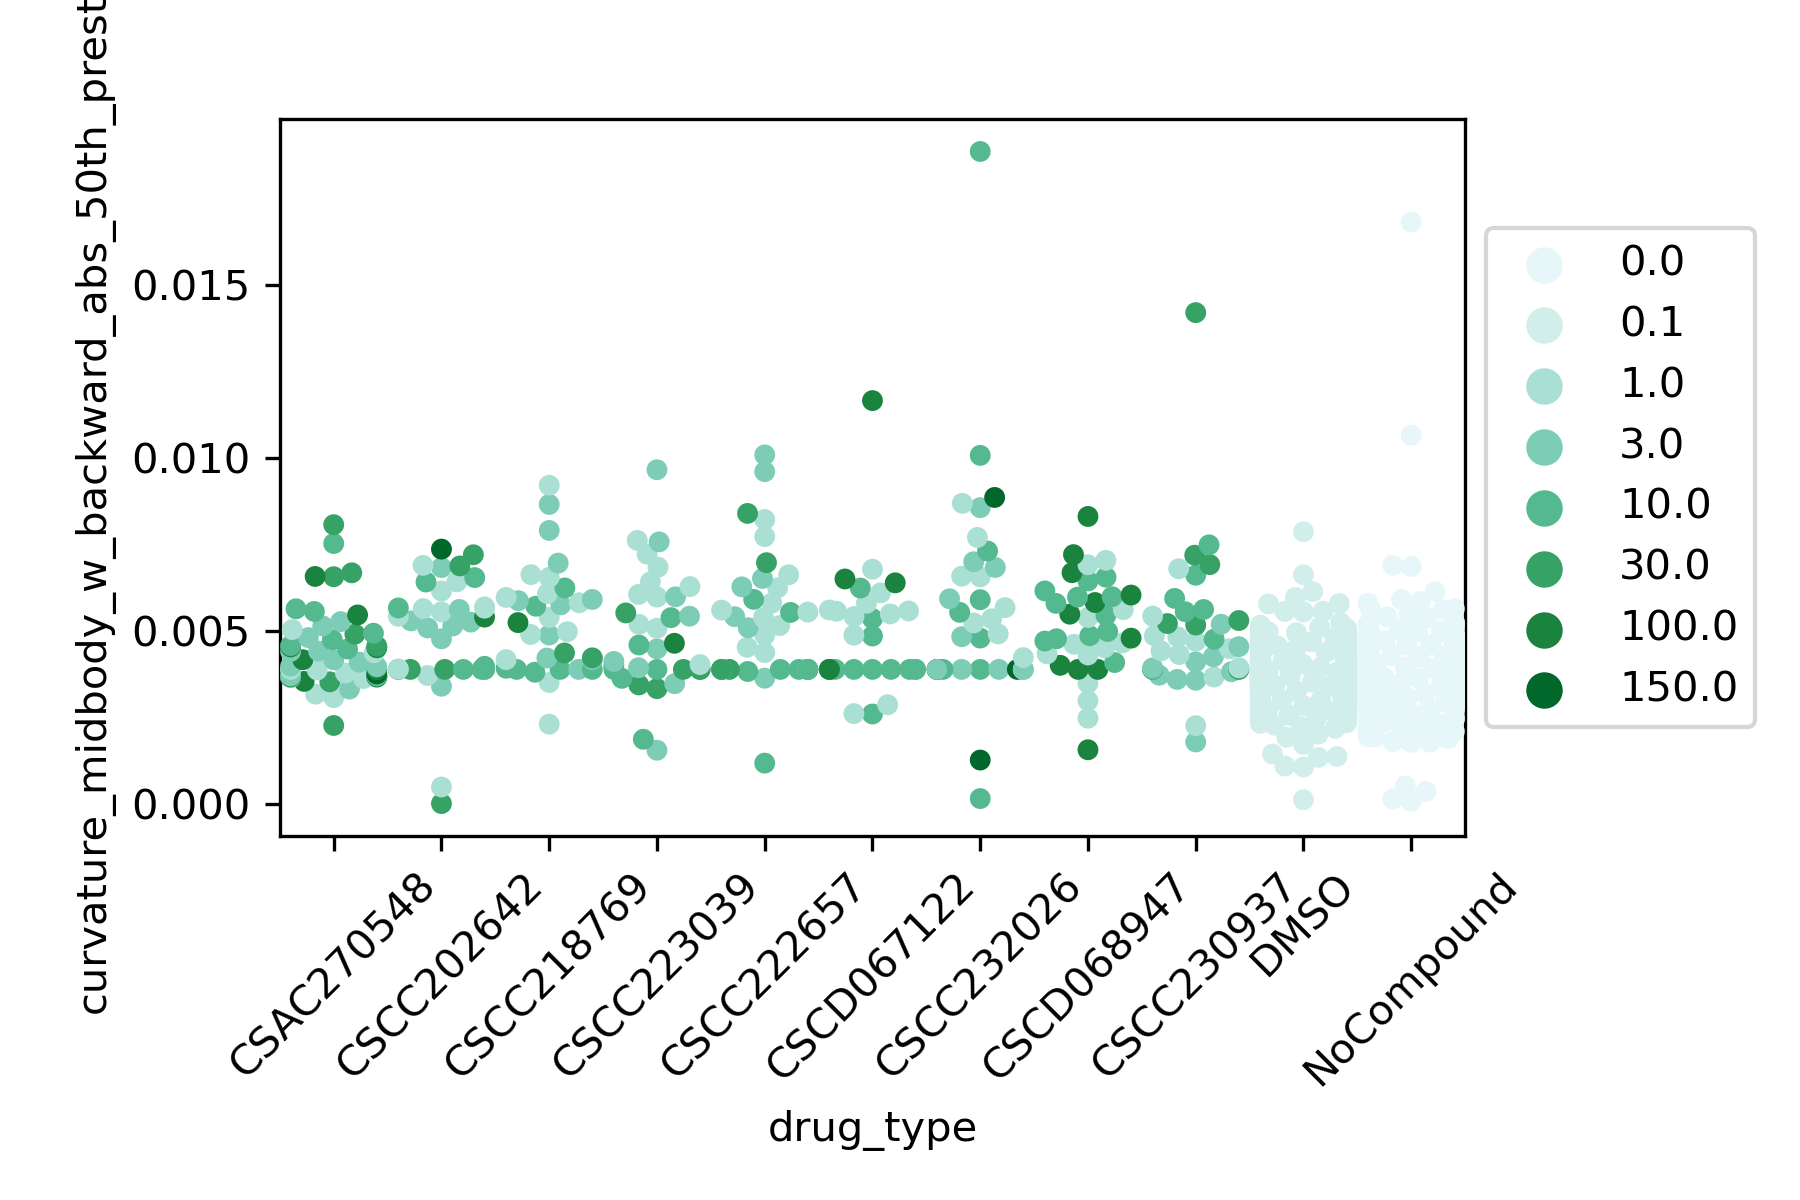 curvature_midbody_w_backward_abs_50th_prest
0.015
0.010
0.005
0.000
CSAC270548
CSCC202642
CSCC218769
CSCC223039
CSCC222657
CSCD067122
CSCC232026
CSCD068947
CSCC230937
DMSO
NoCompound
drug_type
0.0
0.1
1.0
3.0
10.0
30.0
100.0
150.0